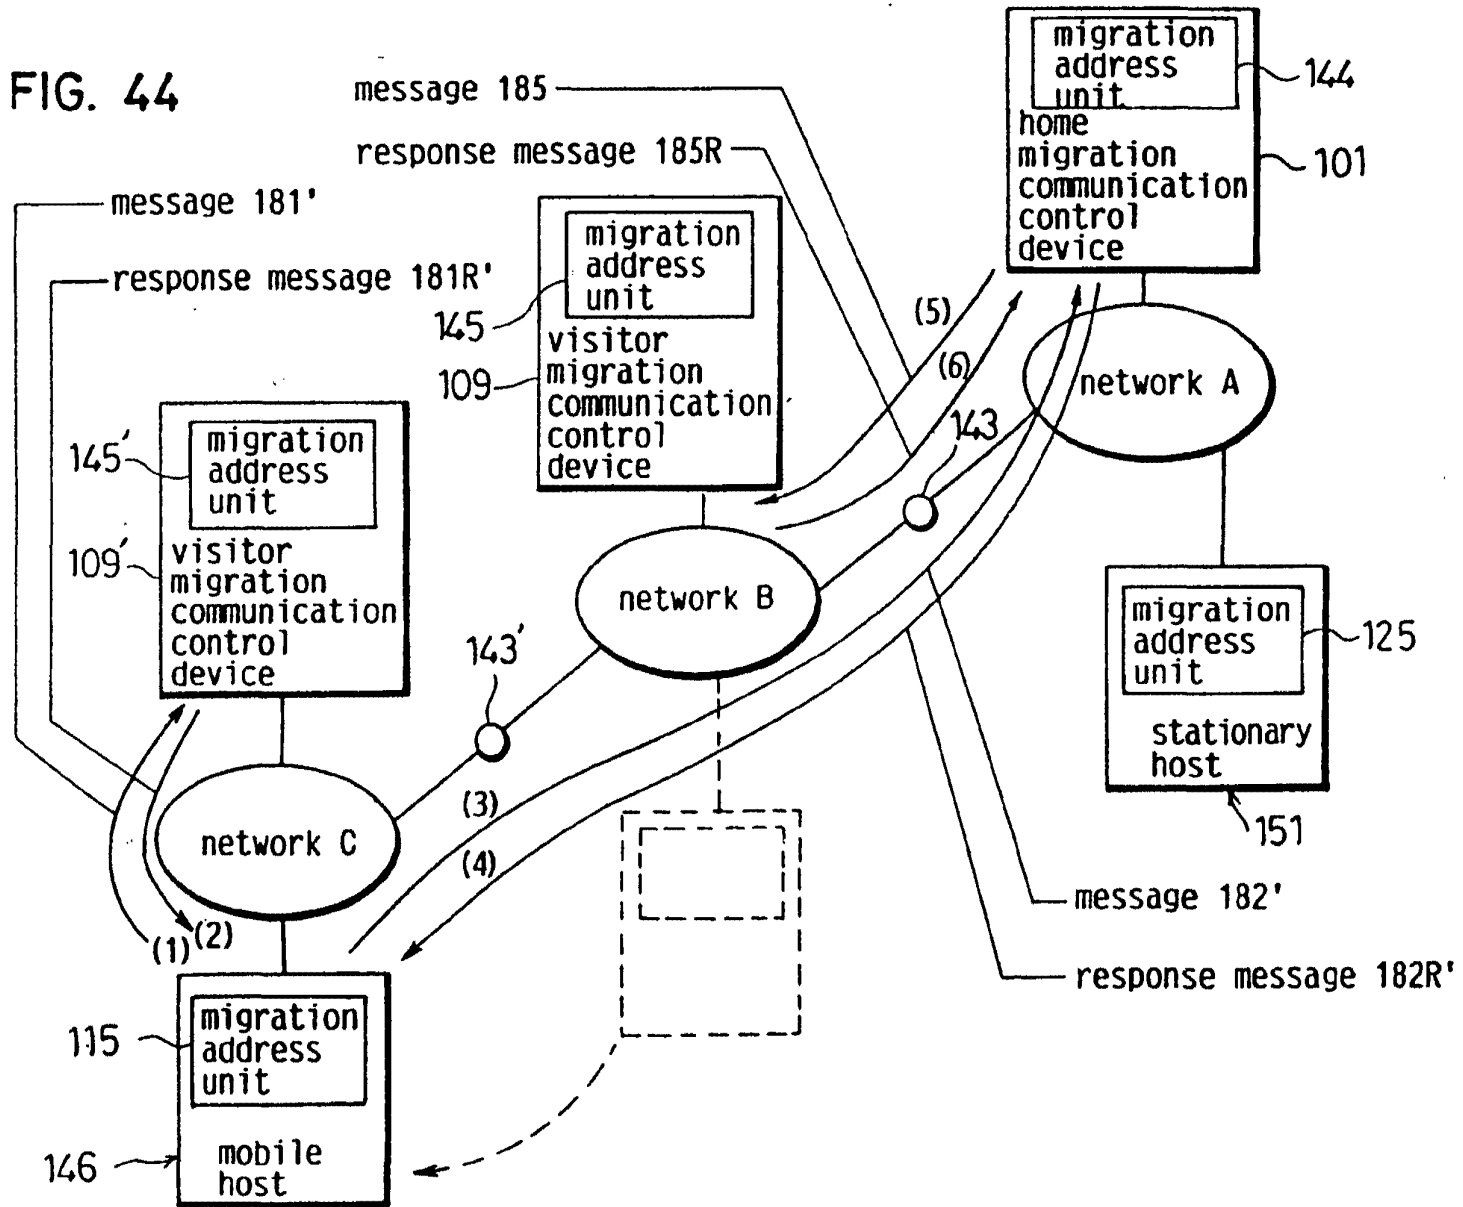 FIG. 44
message 185
response message 185R
message 181'
response message 181R'
migration
address
unit
144
home
migration
communication
control
device
101
migration
address
unit
145
visitor
migration
communication
control
device
109
(5)
(6)
143
network A
migration
address
unit
145'
visitor
migration
communication
control
device
109'
network B
143'
migration
address
unit
125
stationary
host
151
network C
(3)
(4)
(1)
(2)
message 182'
response message 182R'
migration
address
unit
115
mobile
host
146